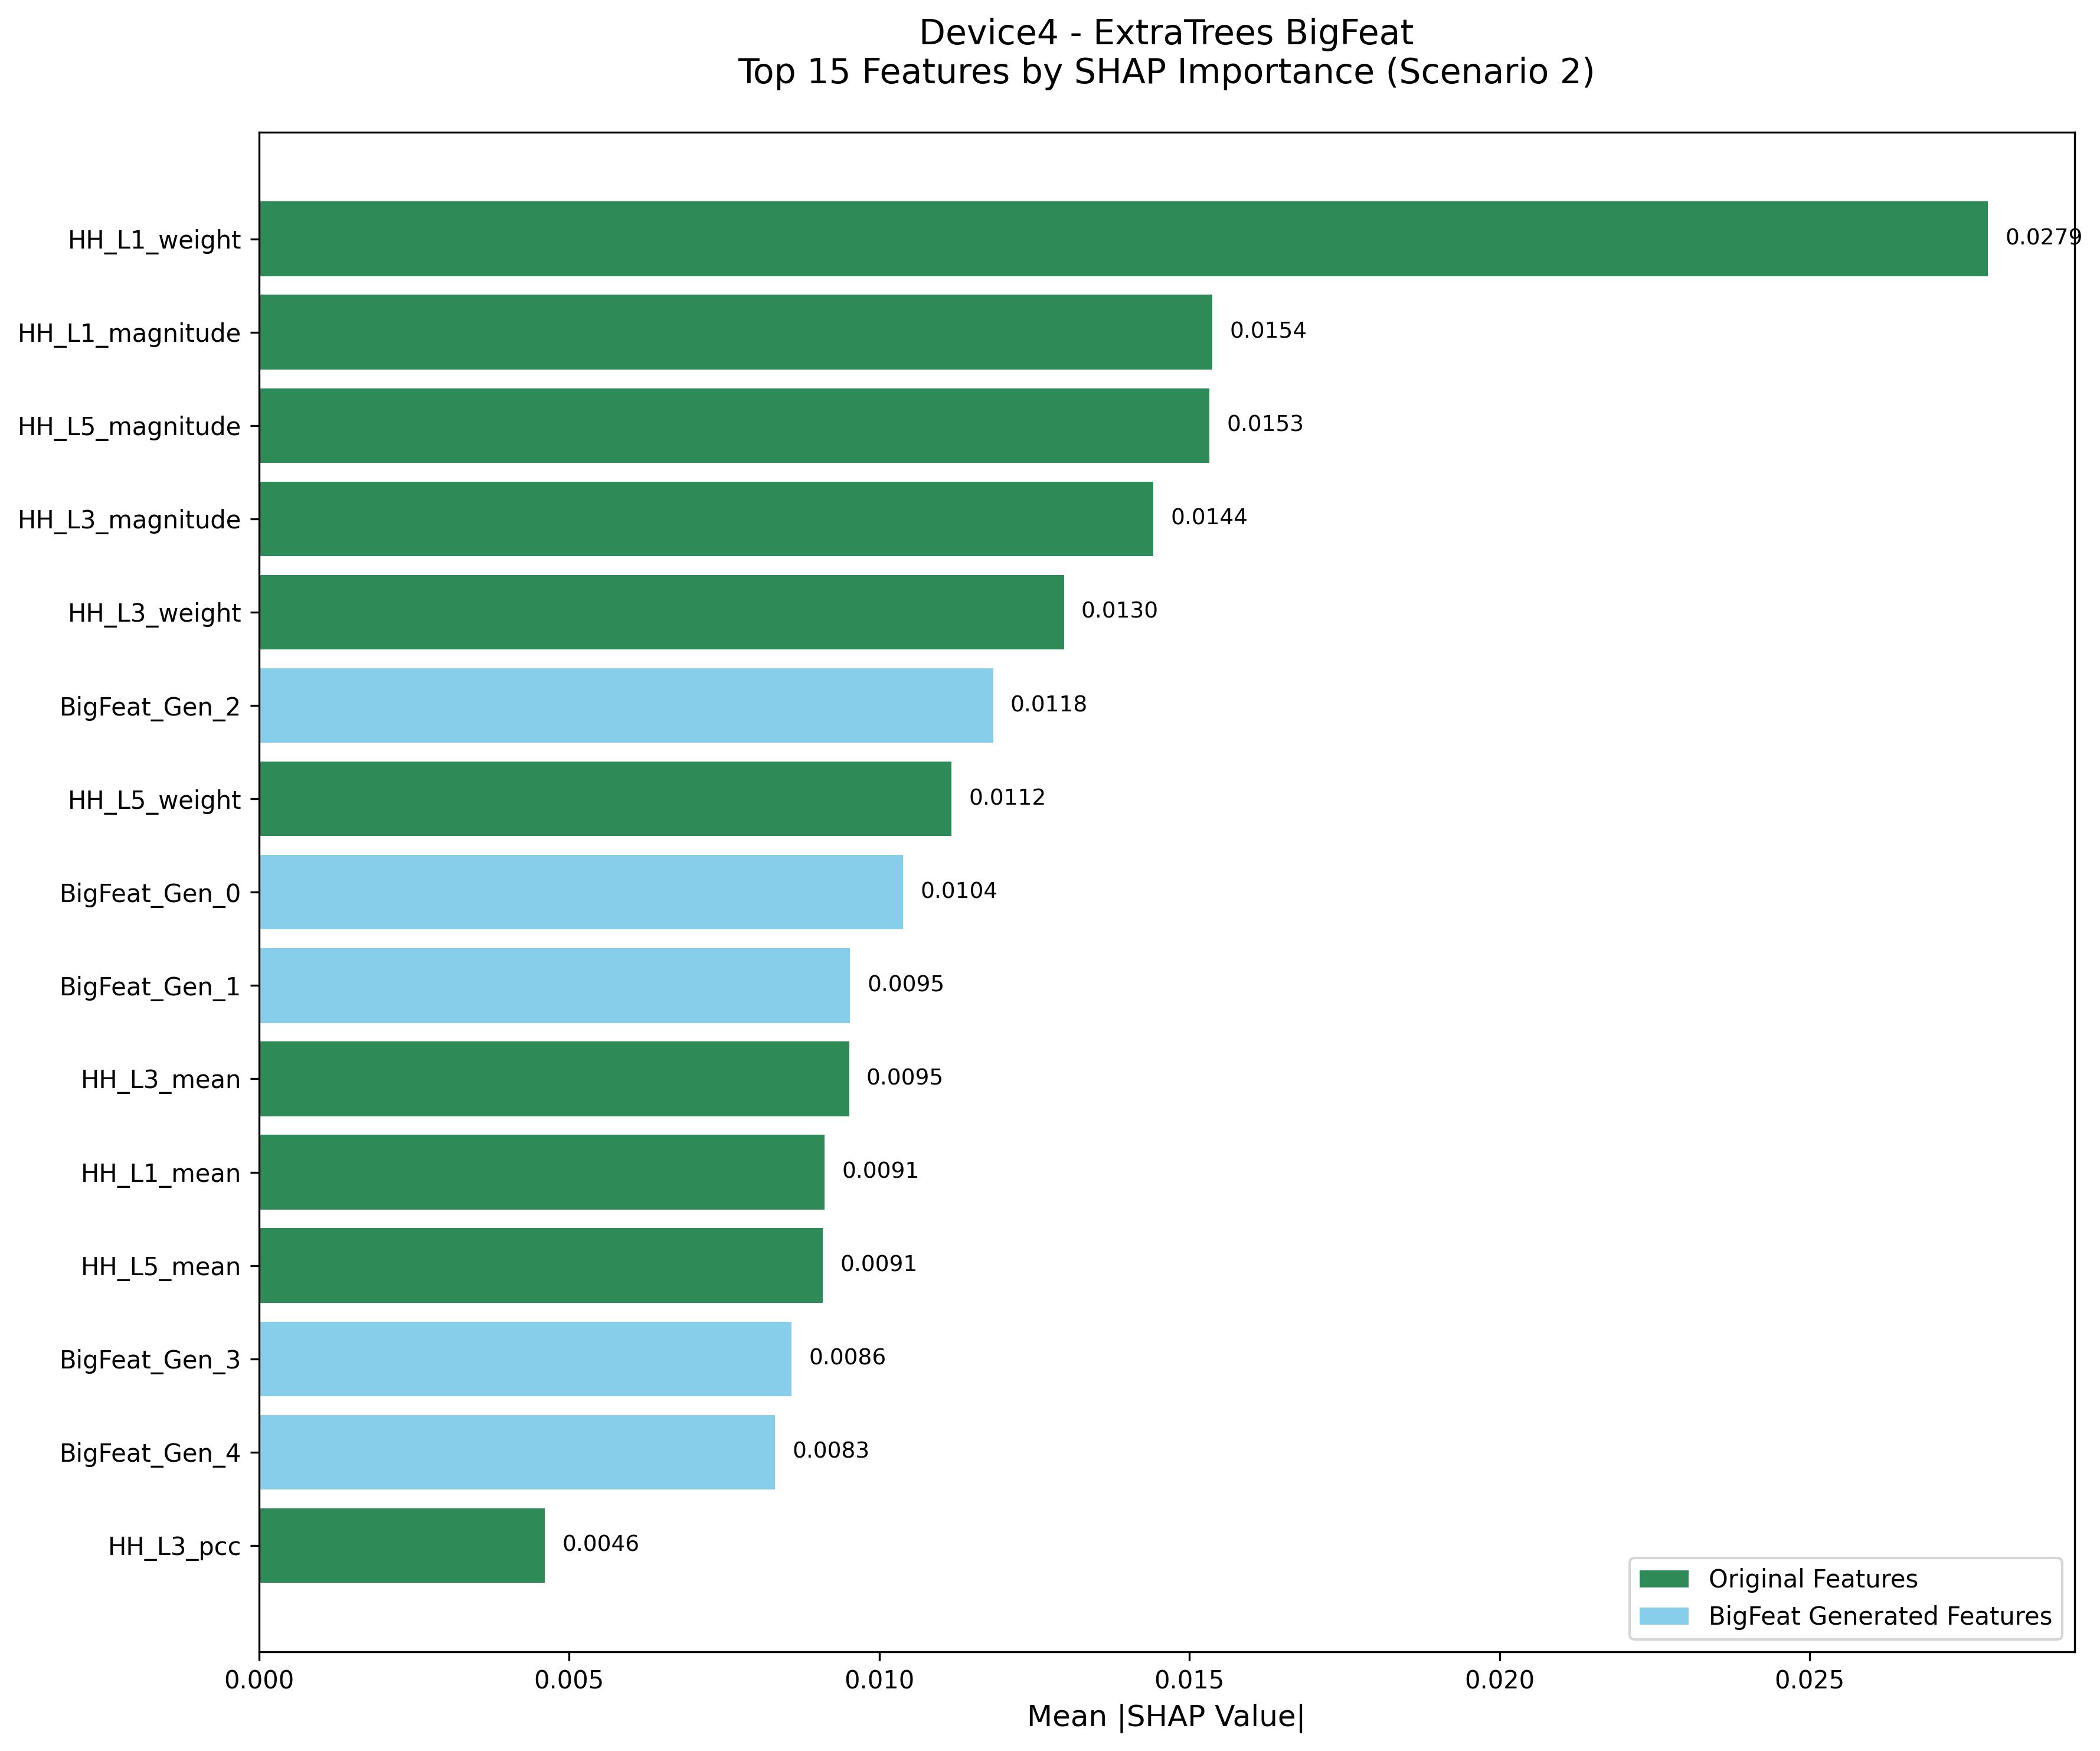 Device4 - ExtraTrees BigFeat
Top 15 Features by SHAP Importance (Scenario 2)
HH_L1_weight 0.0279
HH_L1_magnitude 0.0154
HH_L5_magnitude 0.0153
HH_L3_magnitude 0.0144
HH_L3_weight 0.0130
BigFeat_Gen_2 0.0118
HH_L5_weight 0.0112
BigFeat_Gen_0 0.0104
BigFeat_Gen_1 0.0095
HH_L3_mean 0.0095
HH_L1_mean 0.0091
HH_L5_mean 0.0091
BigFeat_Gen_3 0.0086
BigFeat_Gen_4 0.0083
HH_L3_pcc 0.0046
Original Features
BigFeat Generated Features
0.000 0.005 0.010 0.015 0.020 0.025
Mean |SHAP Value|